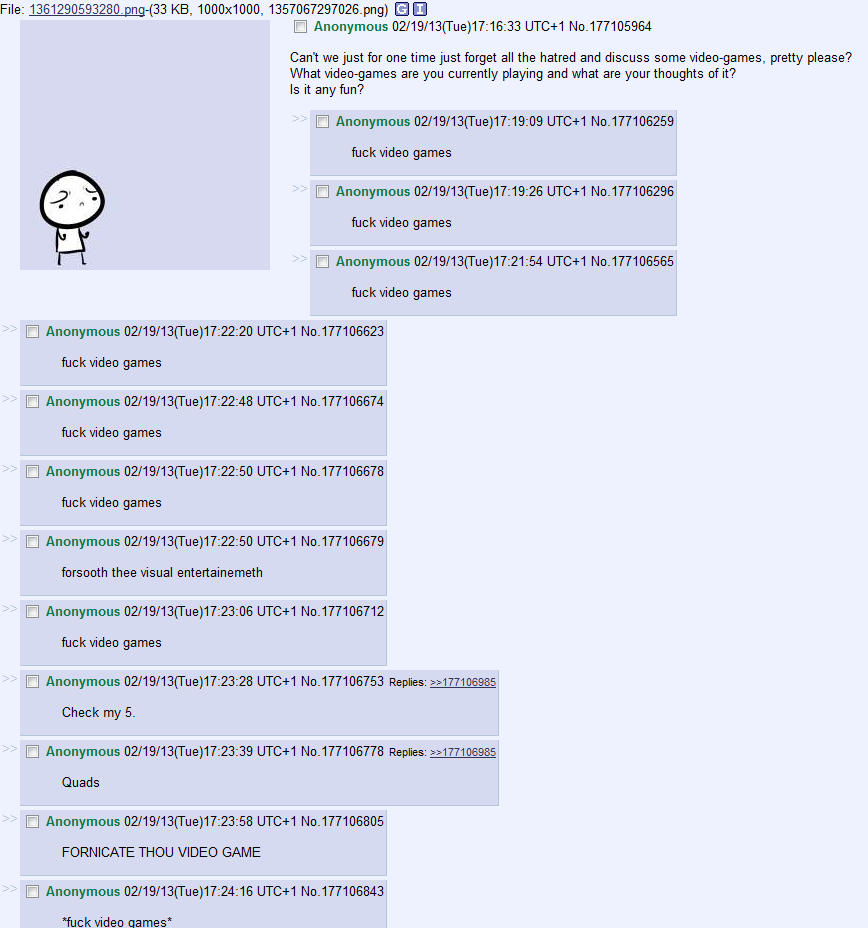 File: 1361290593280.png-(33 KB, 1000x1000, 1357067297026.png) G I
Anonymous 02/19/13(Tue)17:16:33 UTC+1 No.177105964
Can't we just for one time just forget all the hatred and discuss some video-games, pretty please?
What video-games are you currently playing and what are your thoughts of it?
Is it any fun?
>> Anonymous 02/19/13(Tue)17:19:09 UTC+1 No.177106259
fuck video games
>> Anonymous 02/19/13(Tue)17:19:26 UTC+1 No.177106296
fuck video games
>> Anonymous 02/19/13(Tue)17:21:54 UTC+1 No.177106565
fuck video games
>> Anonymous 02/19/13(Tue)17:22:20 UTC+1 No.177106623
fuck video games
>> Anonymous 02/19/13(Tue)17:22:48 UTC+1 No.177106674
fuck video games
>> Anonymous 02/19/13(Tue)17:22:50 UTC+1 No.177106678
fuck video games
>> Anonymous 02/19/13(Tue)17:22:50 UTC+1 No.177106679
forsooth thee visual entertainemeth
>> Anonymous 02/19/13(Tue)17:23:06 UTC+1 No.177106712
fuck video games
>> Anonymous 02/19/13(Tue)17:23:28 UTC+1 No.177106753 Replies: >>177106985
Check my 5.
>> Anonymous 02/19/13(Tue)17:23:39 UTC+1 No.177106778 Replies: >>177106985
Quads
>> Anonymous 02/19/13(Tue)17:23:58 UTC+1 No.177106805
FORNICATE THOU VIDEO GAME
>> Anonymous 02/19/13(Tue)17:24:16 UTC+1 No.177106843
*fuck video games*